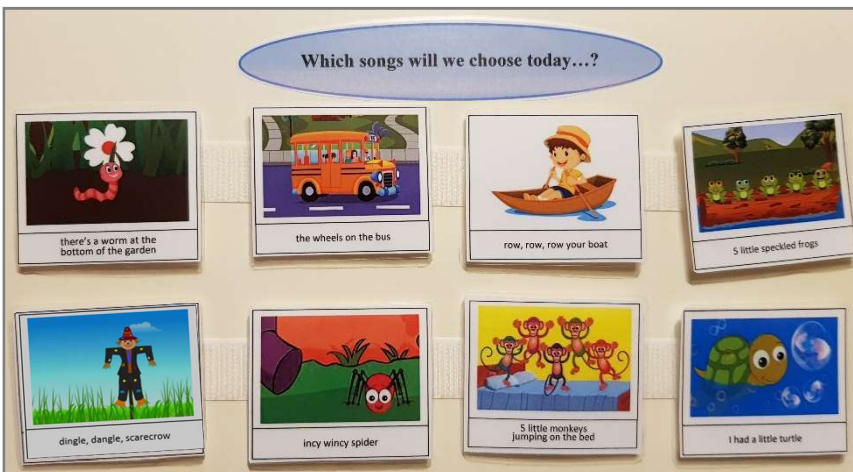 Which songs will we choose today...?
there's a worm at the
bottom of the garden
the wheels on the bus
row, row, row your boat
5 little speckled frogs
dingle, dangle, scarecrow
incy wincy spider
5 little monkeys
jumping on the bed
I had a little turtle